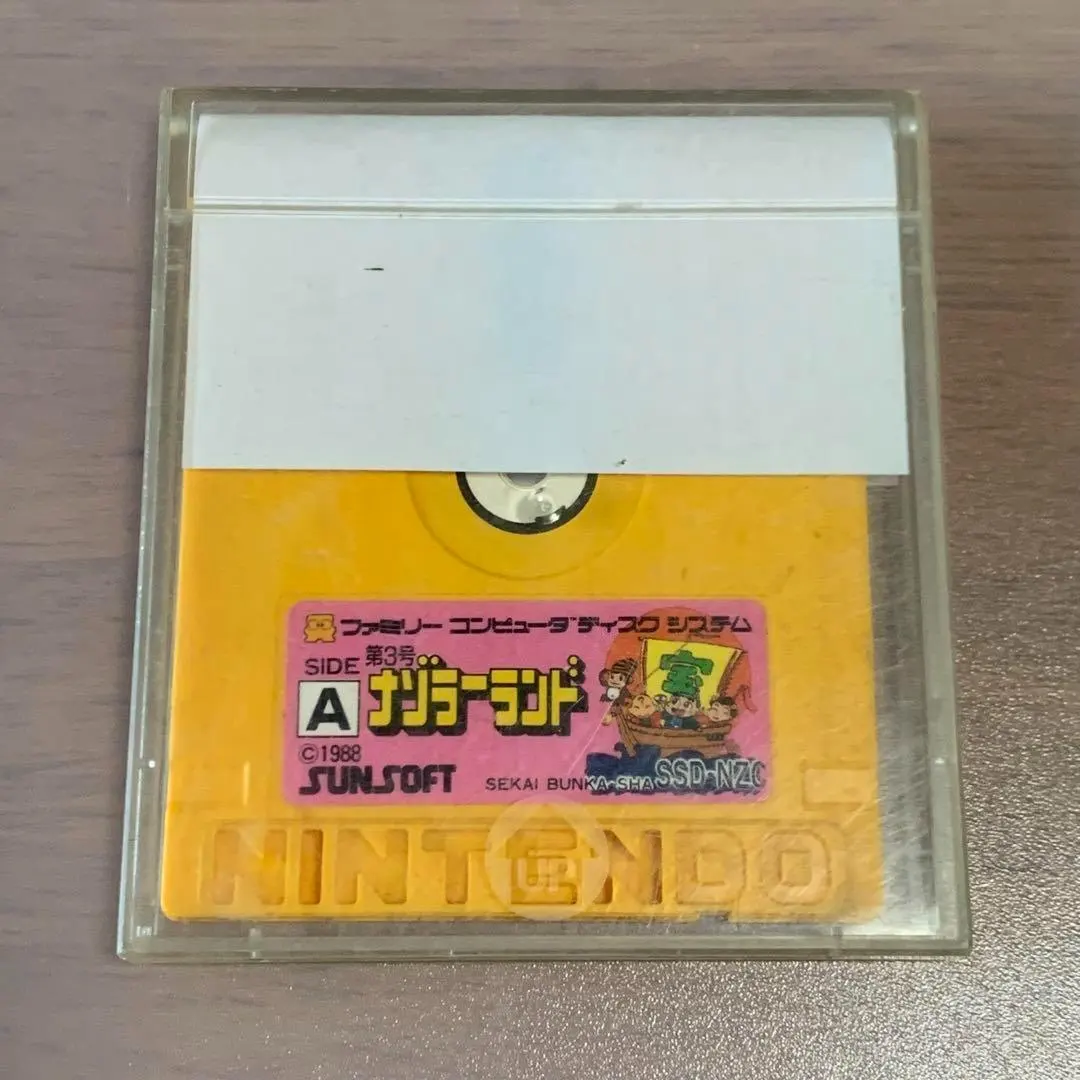 ファミリー コンピュータ ディスク システム
SIDE 第3号
A ナゾラーランド
宝
©1988
SUNSOFT
SEKAI BUNKA-SHA SSD-NZC
NINTENDO
UP